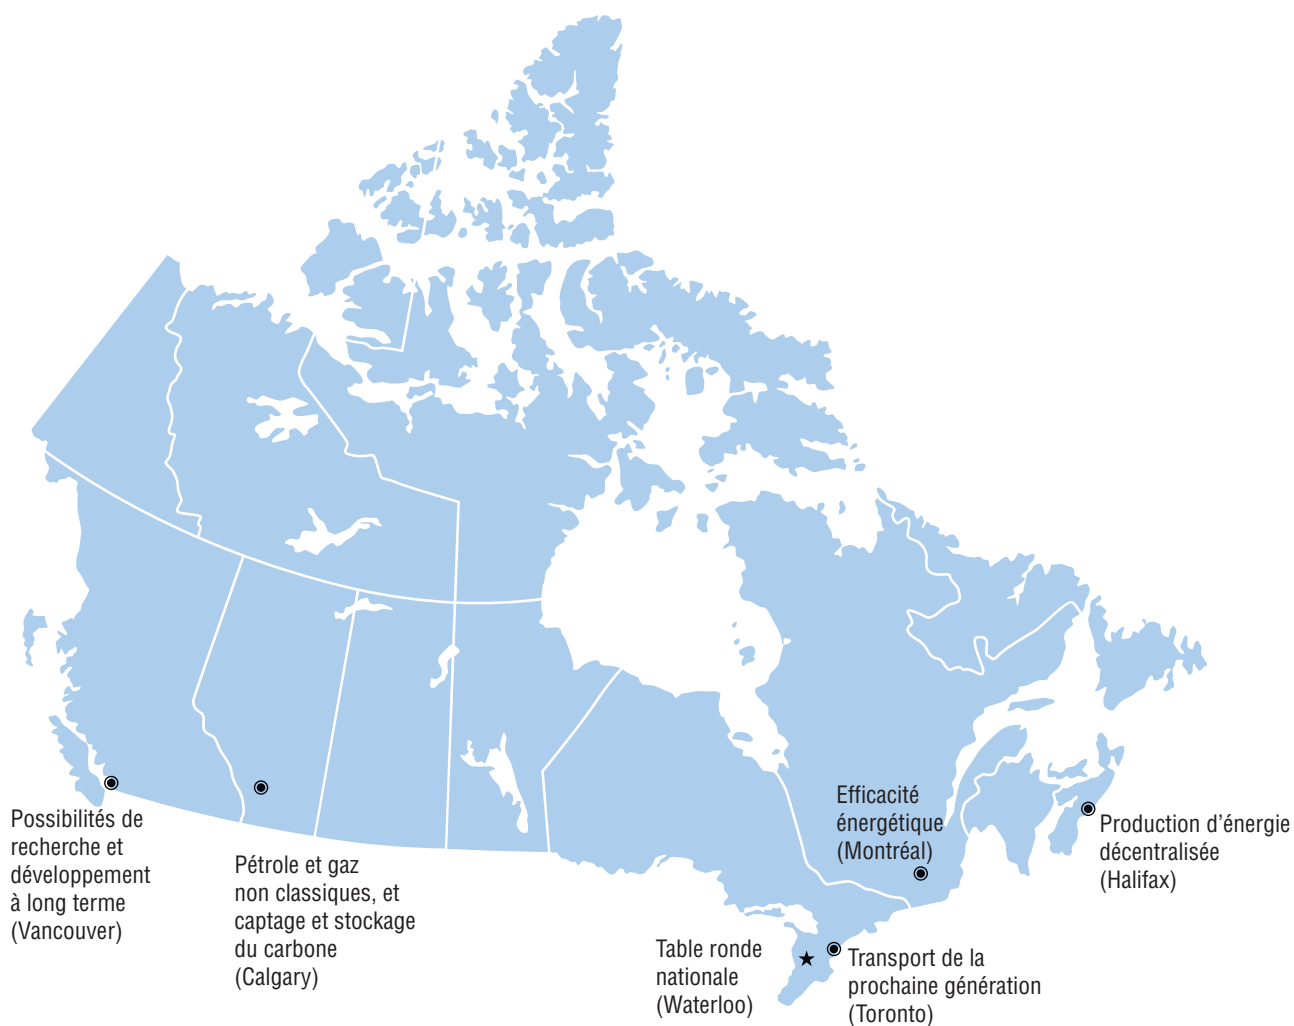 Possibilités de
recherche et
développement
à long terme
(Vancouver)
Pétrole et gaz
non classiques, et
captage et stockage
du carbone
(Calgary)
Table ronde
nationale
(Waterloo)
Transport de la
prochaine génération
(Toronto)
Efficacité
énergétique
(Montréal)
Production d’énergie
décentralisée
(Halifax)